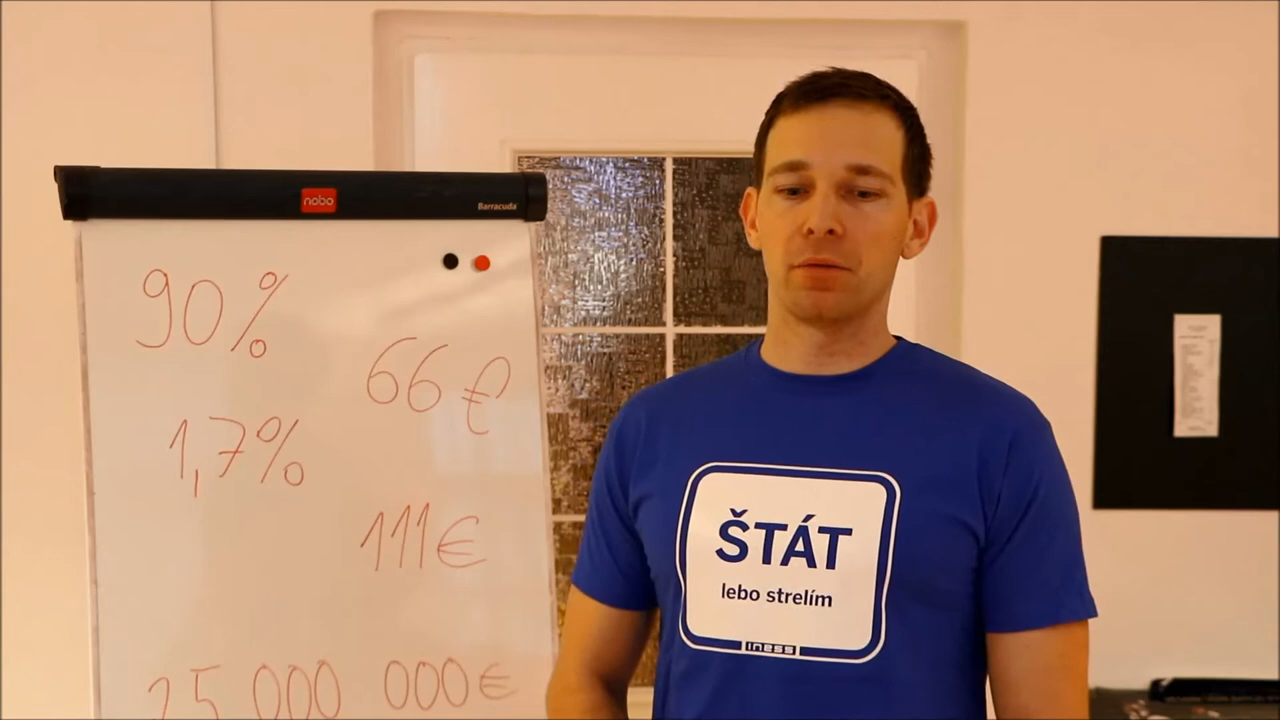 nobo
Barracuda
90%
66€
1,7%
111€
25 000 000€
ŠTÁT
lebo strelím
INESS